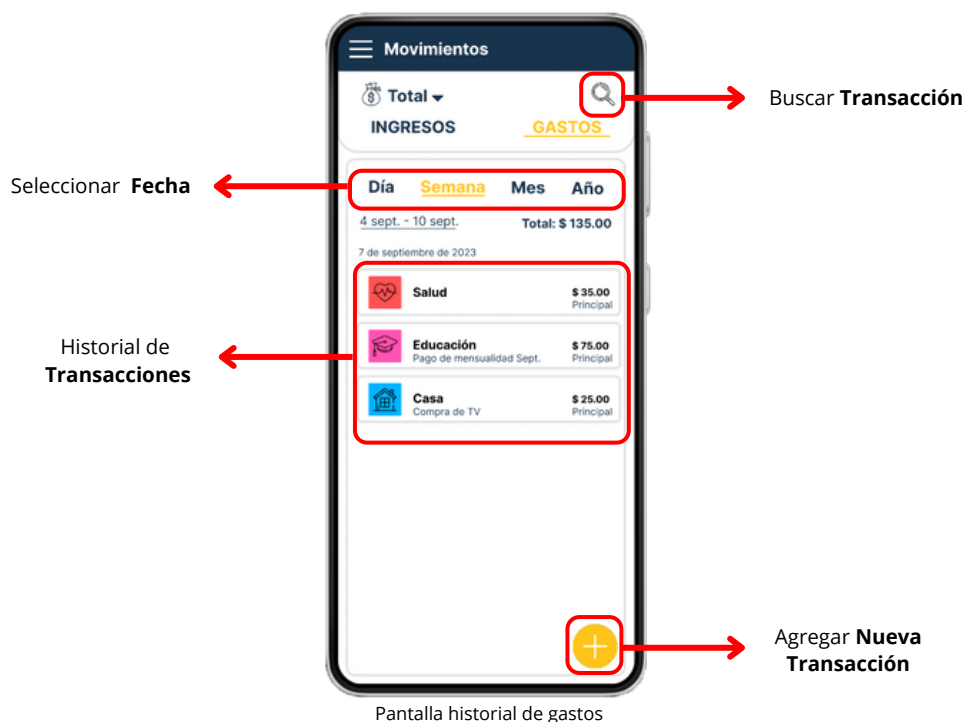 Movimientos
Total
INGRESOS GASTOS
Buscar Transacción
Seleccionar Fecha
Día Semana Mes Año
4 sept. - 10 sept. Total: $ 135.00
7 de septiembre de 2023
Salud $ 35.00
Principal
Historial de
Transacciones
Educación $ 75.00
Pago de mensualidad Sept. Principal
Casa $ 25.00
Compra de TV Principal
Agregar Nueva
Transacción
Pantalla historial de gastos